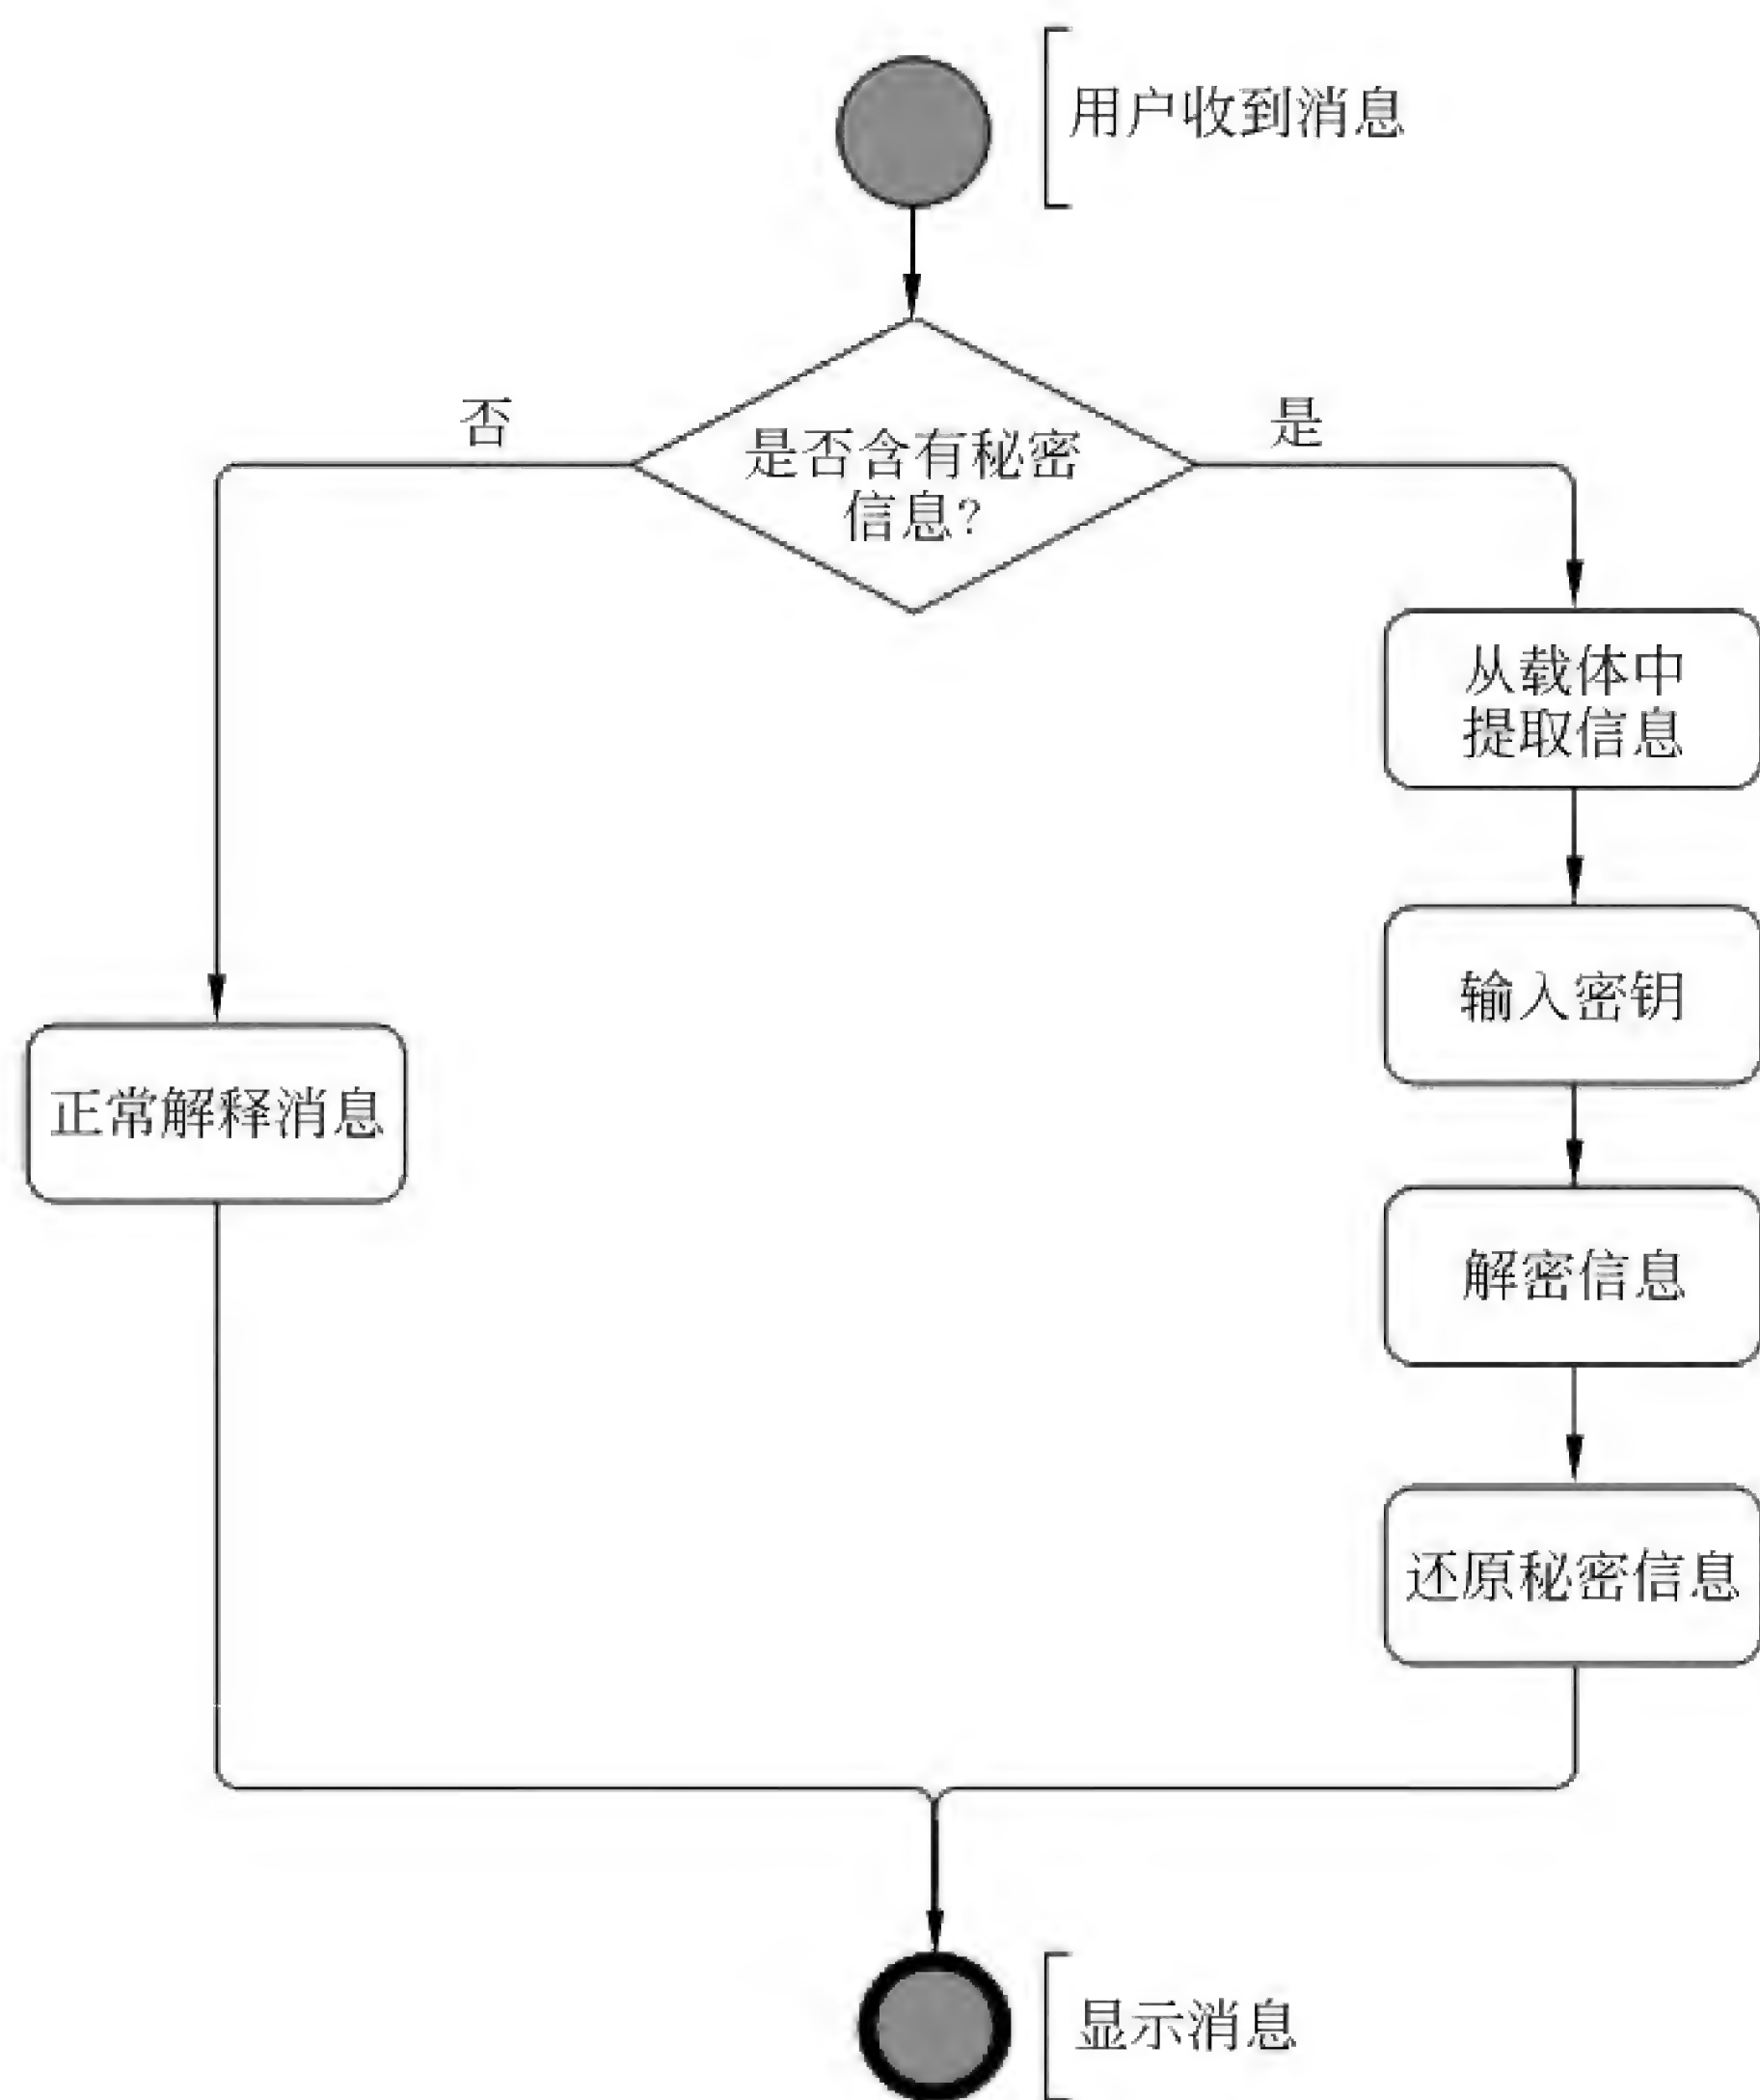 用户收到消息
否
是
是否含有秘密
信息?
从载体中
提取信息
输入密钥
正常解释消息
解密信息
还原秘密信息
显示消息